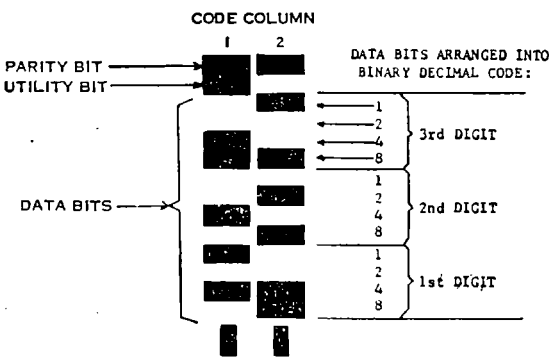 CODE COLUMN
1 2
DATA BITS ARRANGED INTO
BINARY DECIMAL CODE:
PARITY BIT
UTILITY BIT
DATA BITS
1
2
4
8
3rd DIGIT
1
2
4
8
2nd DIGIT
1
2
4
8
1st DIGIT